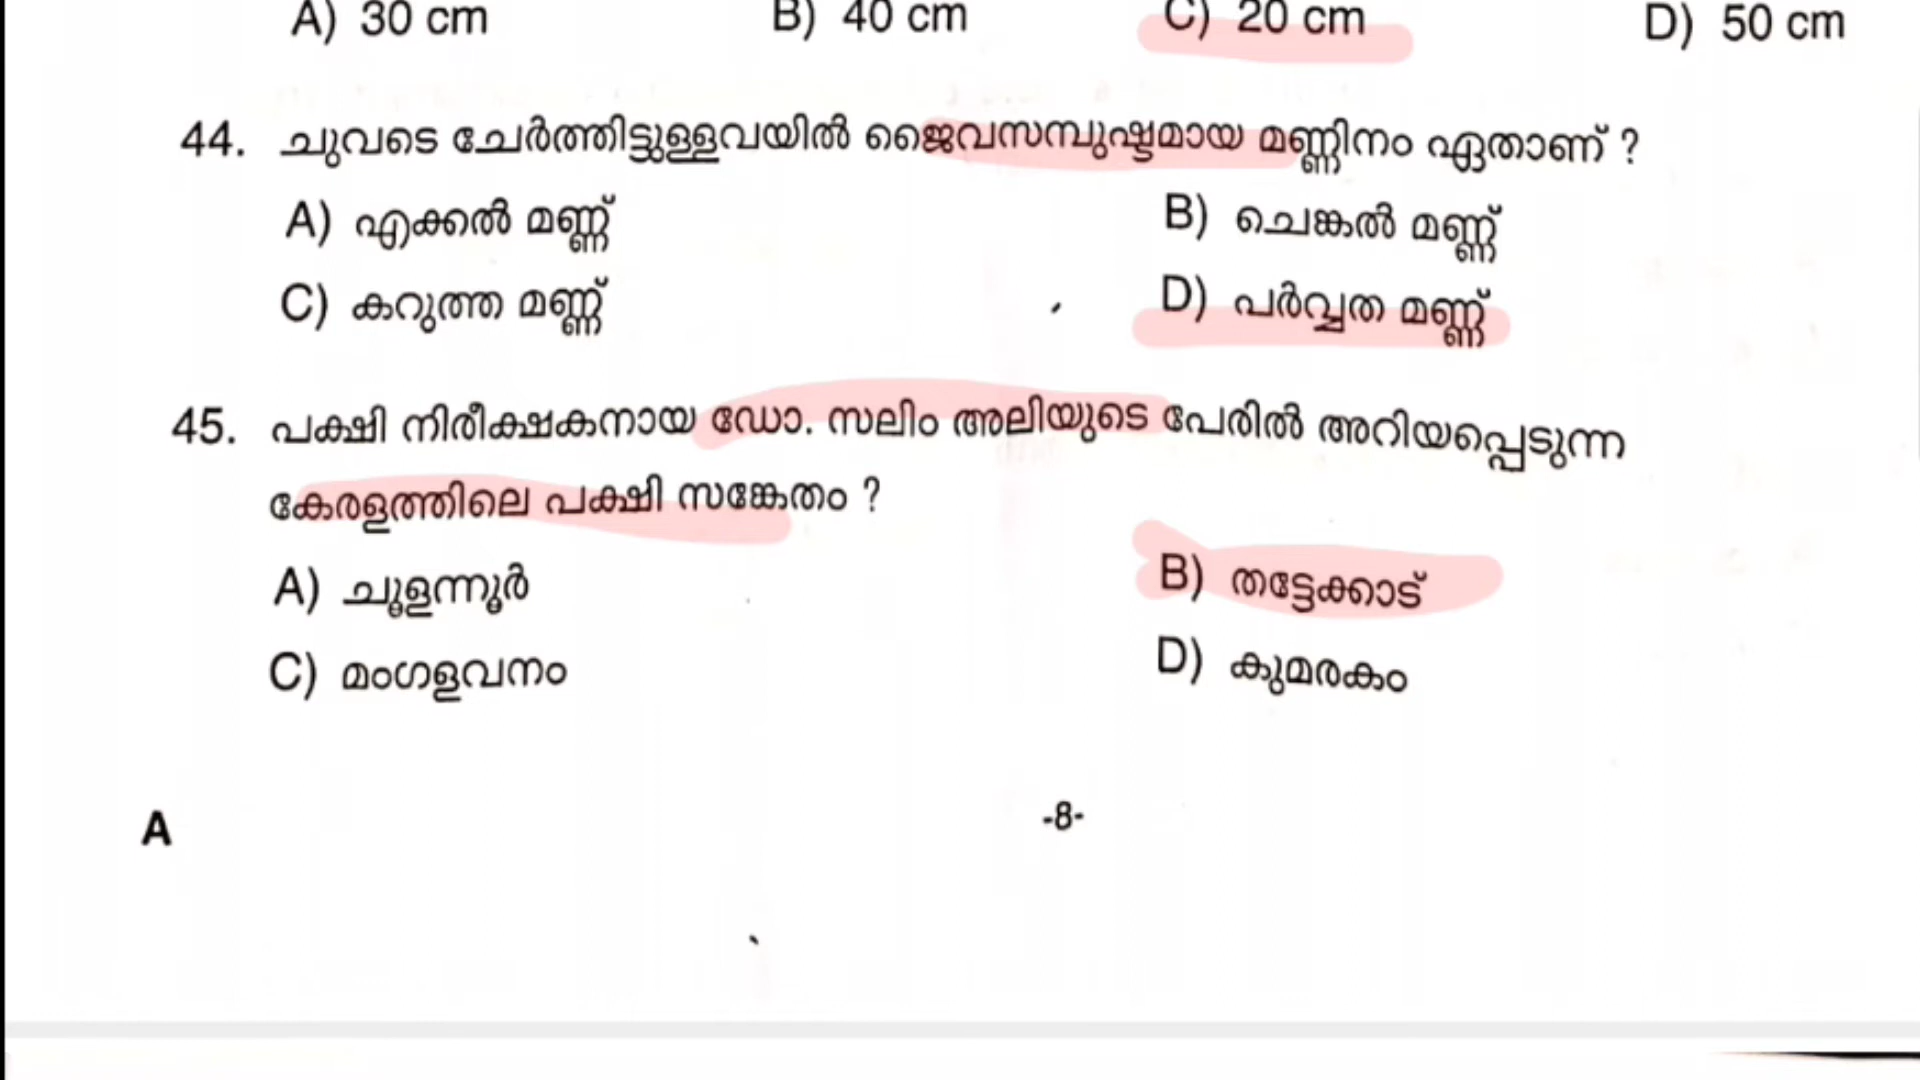 A) 30 cm B) 40 cm C) 20 cm D) 50 cm
44. ചുവടെ ചേർത്തിട്ടുള്ളവയിൽ ജൈവസമ്പുഷ്ടമായ മണ്ണിനം ഏതാണ് ?
A) എക്കൽ മണ്ണ് B) ചെങ്കൽ മണ്ണ്
C) കറുത്ത മണ്ണ് D) പർവ്വത മണ്ണ്
45. പക്ഷി നിരീക്ഷകനായ ഡോ. സലിം അലിയുടെ പേരിൽ അറിയപ്പെടുന്ന
കേരളത്തിലെ പക്ഷി സങ്കേതം ?
A) ചൂളന്നൂർ B) തട്ടേക്കാട്
C) മംഗളവനം D) കുമരകം
A -8-